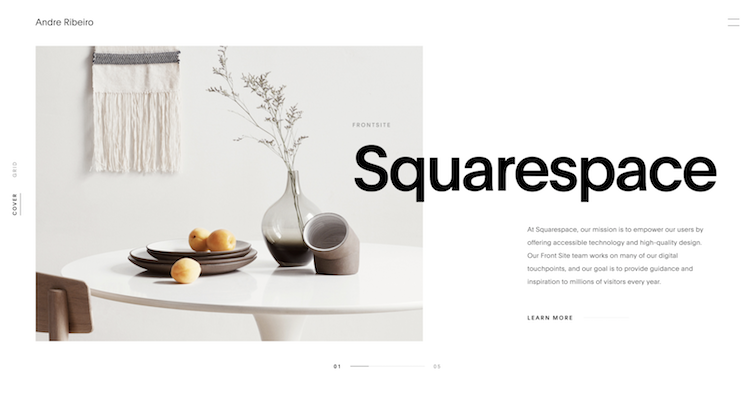 Andre Ribeiro
GRID
COVER
FRONTSITE
Squarespace
At Squarespace, our mission is to empower our users by
offering accessible technology and high-quality design.
Our Front Site team works on many of our digital
touchpoints, and our goal is to provide guidance and
inspiration to millions of visitors every year.
LEARN MORE
01